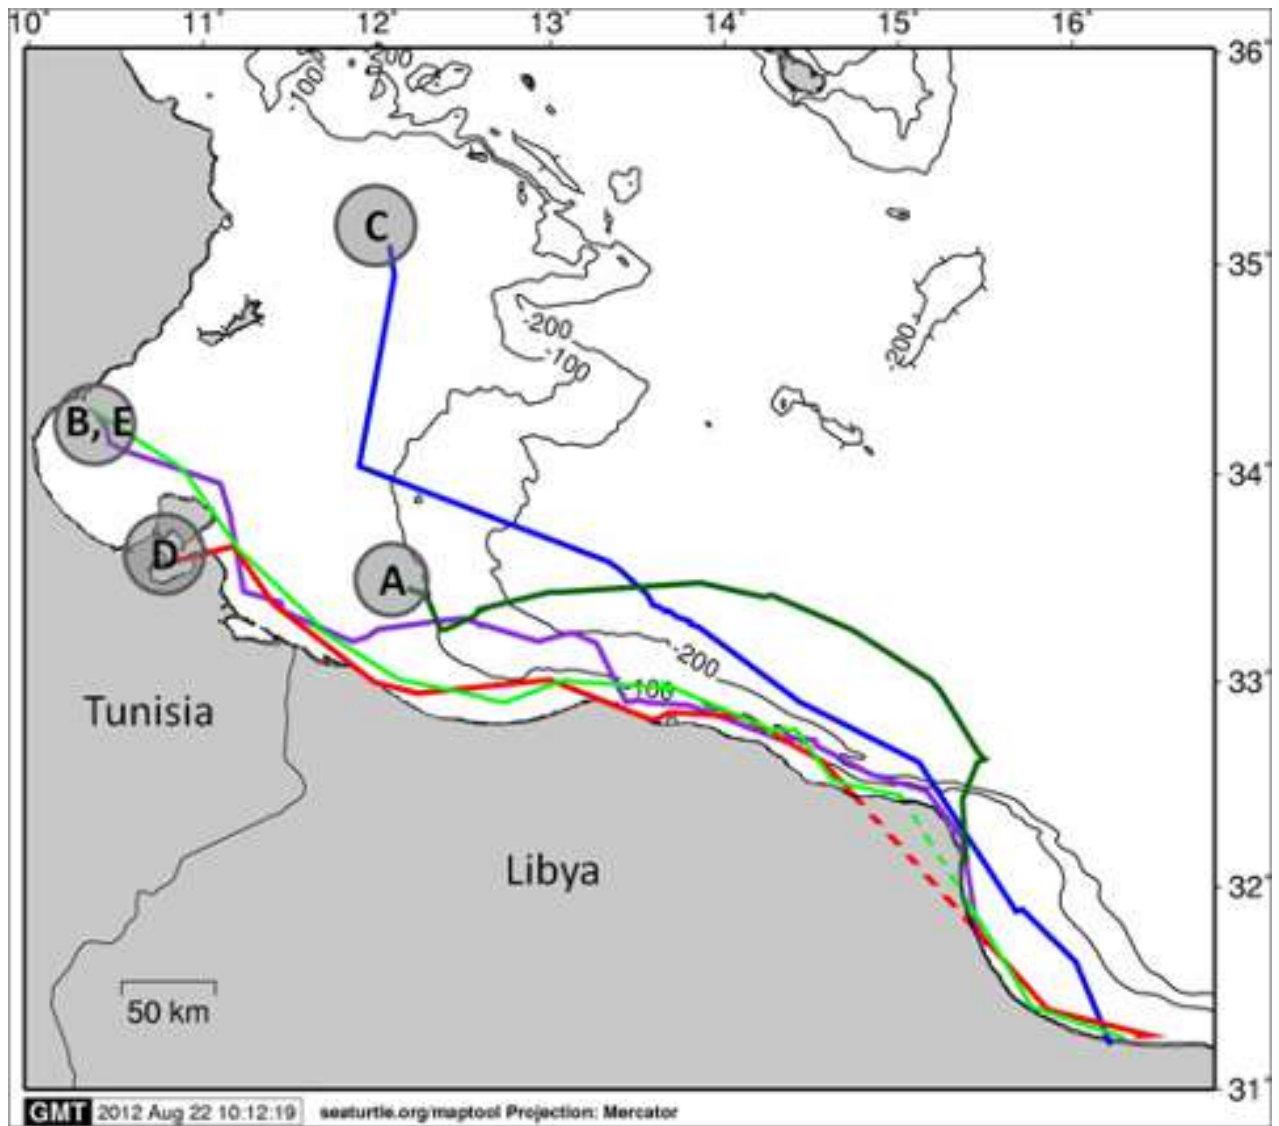 10° 11° 12° 13° 14° 15° 16°
36°
-200
-100
C
35°
-200
-100
-200
B, E
34°
D
A
-200
33°
-100
Tunisia
Libya
32°
50 km
31°
GMT 2012 Aug 22 10:12:19 seaturtle.org/maptool Projection: Mercator